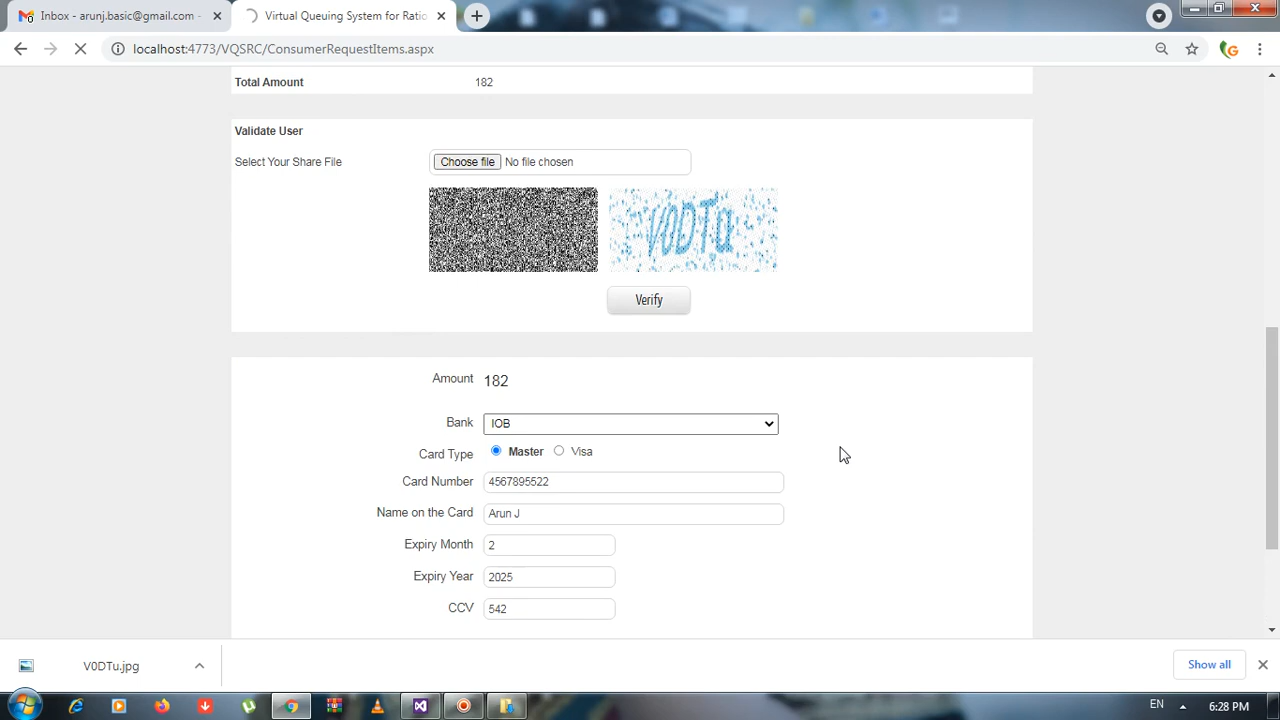 Inbox - arunj.basic@gmail.com -
Virtual Queuing System for Ratio
localhost:4773/VQSRC/ConsumerRequestItems.aspx
Total Amount 182
Validate User
Select Your Share File Choose file No file chosen
V0DTu
Verify
Amount 182
Bank IOB
Card Type Master Visa
Card Number 4567895522
Name on the Card Arun J
Expiry Month 2
Expiry Year 2025
CCV 542
V0DTu.jpg
Show all
EN 6:28 PM